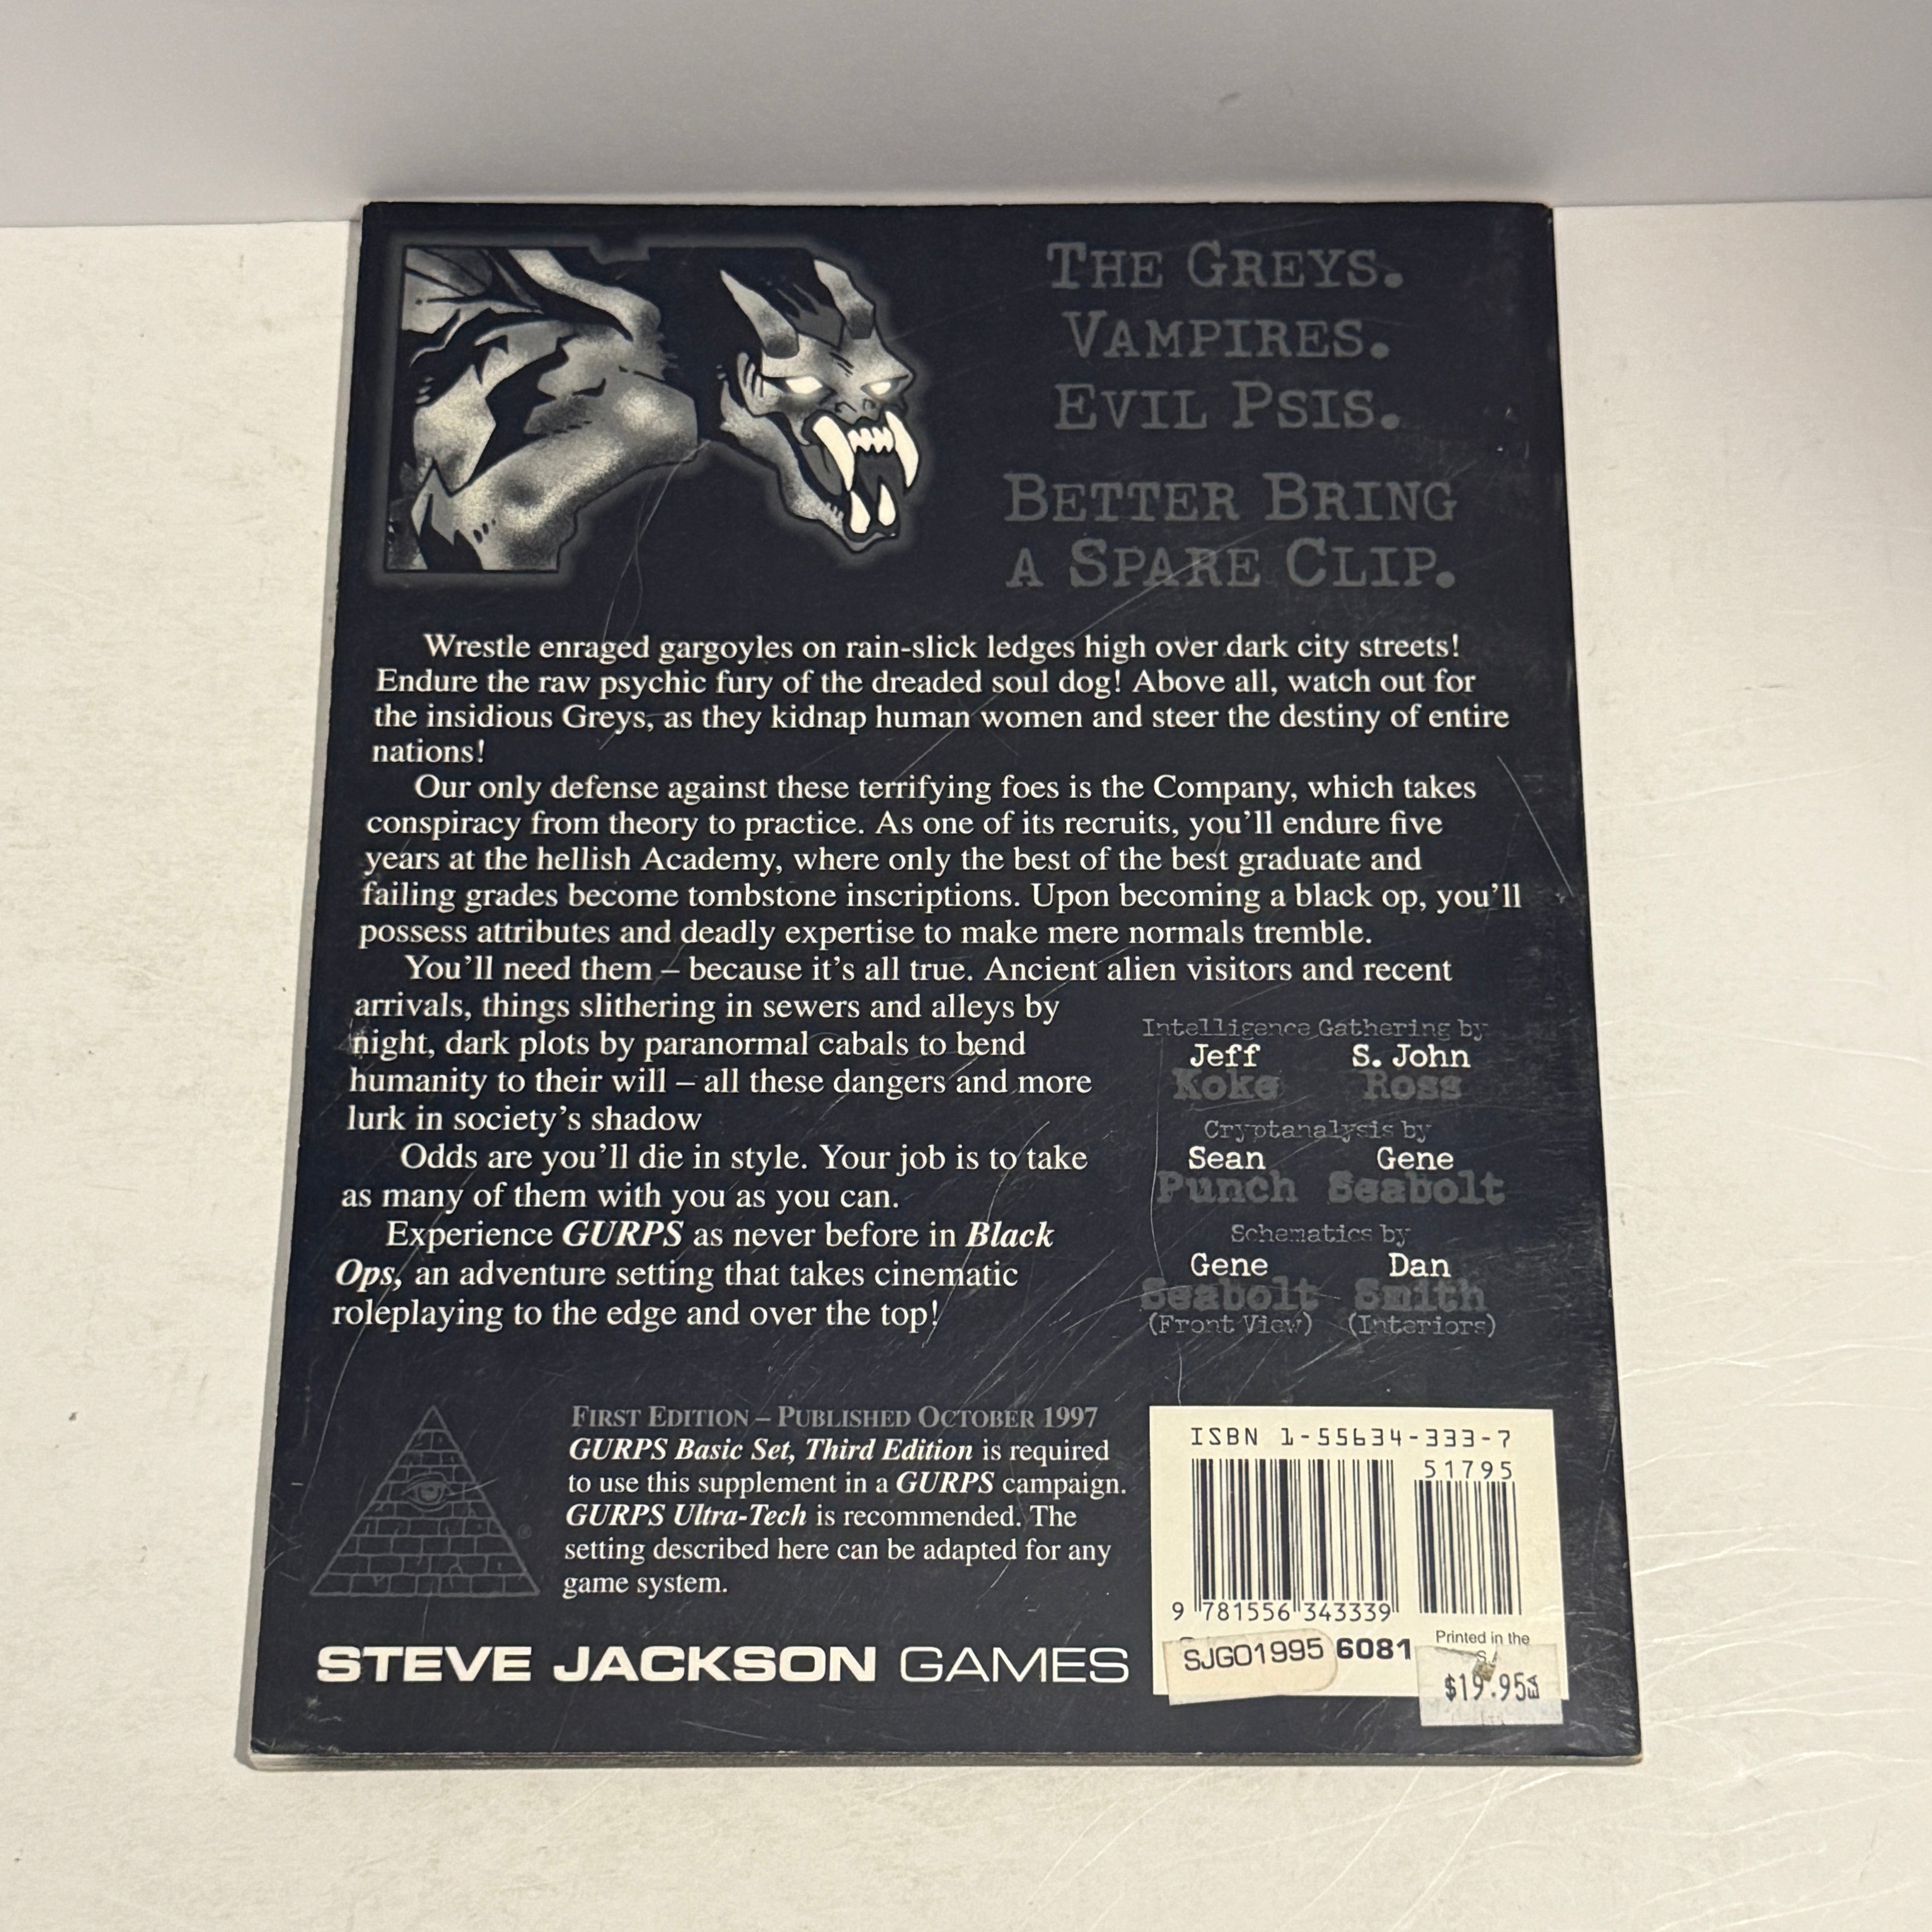 THE GREYS.
VAMPIRES.
EVIL PSIS.
BETTER BRING
A SPARE CLIP.
Wrestle enraged gargoyles on rain-slick ledges high over dark city streets!
Endure the raw psychic fury of the dreaded soul dog! Above all, watch out for
the insidious Greys, as they kidnap human women and steer the destiny of entire
nations!
Our only defense against these terrifying foes is the Company, which takes
conspiracy from theory to practice. As one of its recruits, you'll endure five
years at the hellish Academy, where only the best of the best graduate and
failing grades become tombstone inscriptions. Upon becoming a black op, you'll
possess attributes and deadly expertise to make mere normals tremble.
You'll need them – because it's all true. Ancient alien visitors and recent
arrivals, things slithering in sewers and alleys by
night, dark plots by paranormal cabals to bend
humanity to their will – all these dangers and more
lurk in society's shadow
Odds are you'll die in style. Your job is to take
as many of them with you as you can.
Experience GURPS as never before in Black
Ops, an adventure setting that takes cinematic
roleplaying to the edge and over the top!
Intelligence Gathering by
Jeff S. John
Koke Ross
Cryptanalysis by
Sean Gene
Punch Seabolt
Schematics by
Gene Dan
Seabolt Smith
(Front View) (Interiors)
FIRST EDITION – PUBLISHED OCTOBER 1997
GURPS Basic Set, Third Edition is required
to use this supplement in a GURPS campaign.
GURPS Ultra-Tech is recommended. The
setting described here can be adapted for any
game system.
®
STEVE JACKSON GAMES
ISBN 1-55634-333-7
51795
9 781556 343339
SJG01995 6081
Printed in the
$19.95